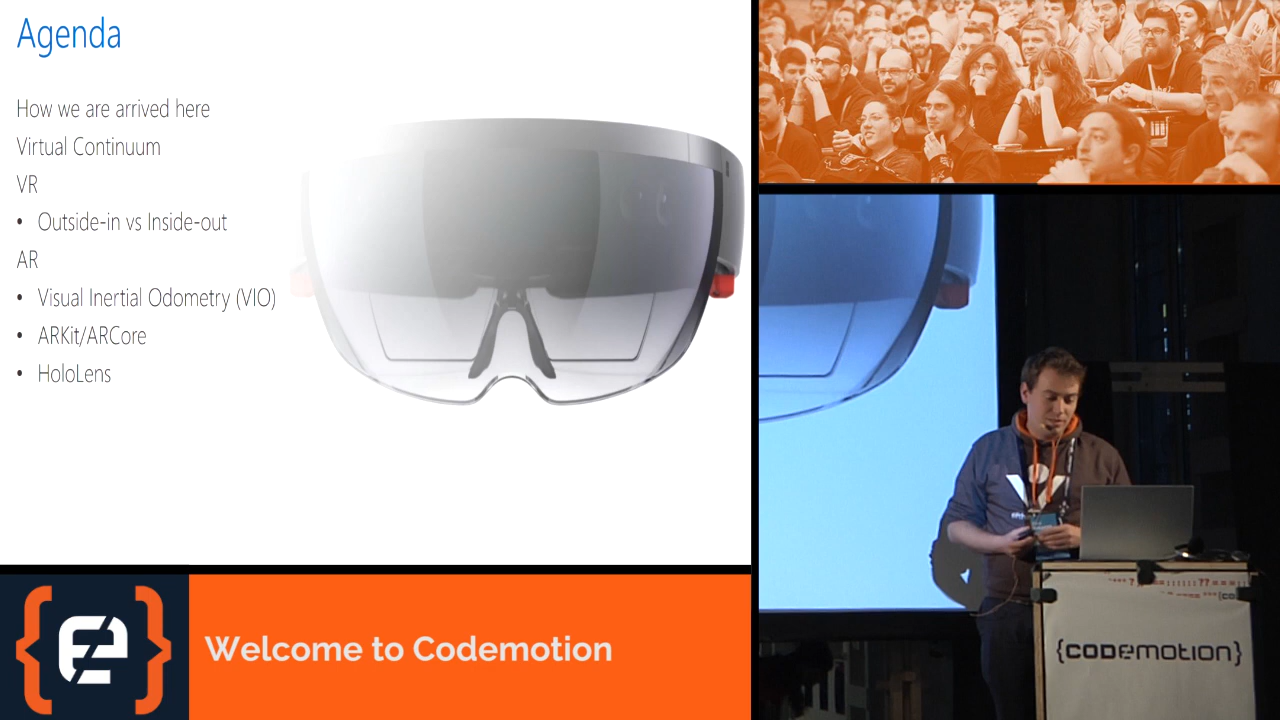 Agenda
How we are arrived here
Virtual Continuum
VR
• Outside-in vs Inside-out
AR
• Visual Inertial Odometry (VIO)
• ARKit/ARCore
• HoloLens
Welcome to Codemotion
{CODEMOTION}